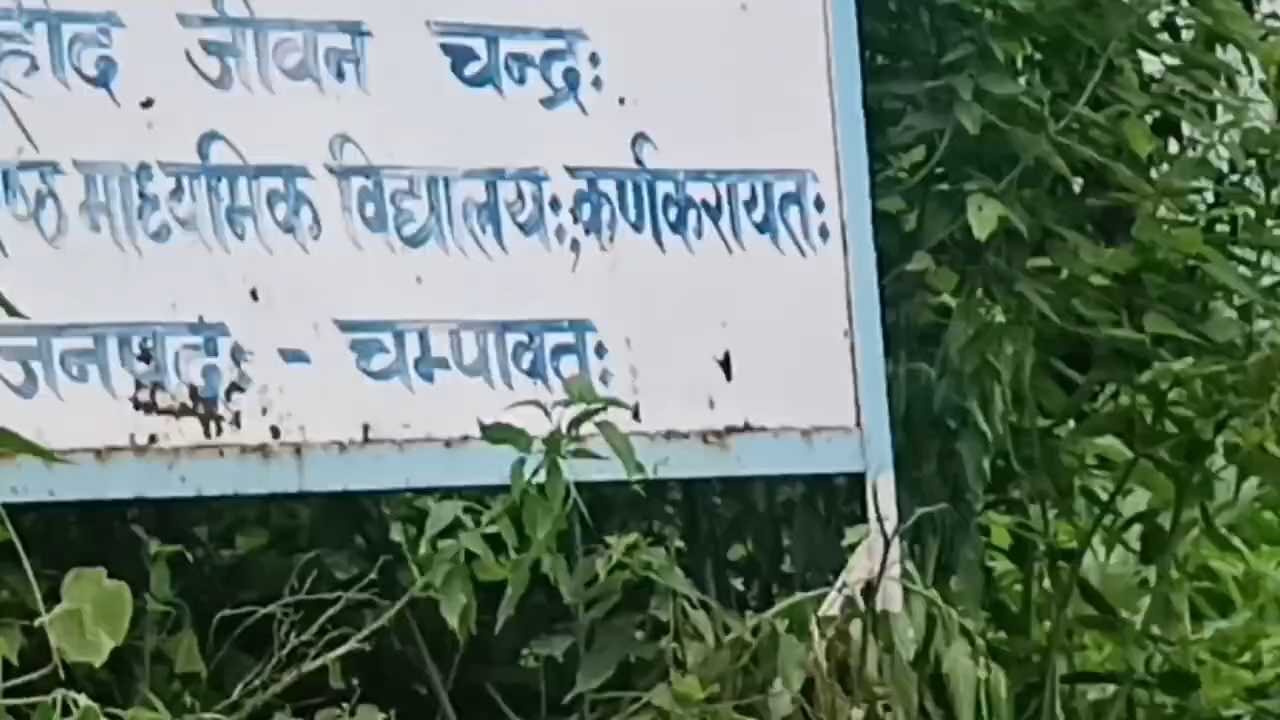 हीद जीवन चन्द्रः
ष्ठ माध्यमिक विद्यालयः कर्णकरायतः
जनपदः - चम्पावतः